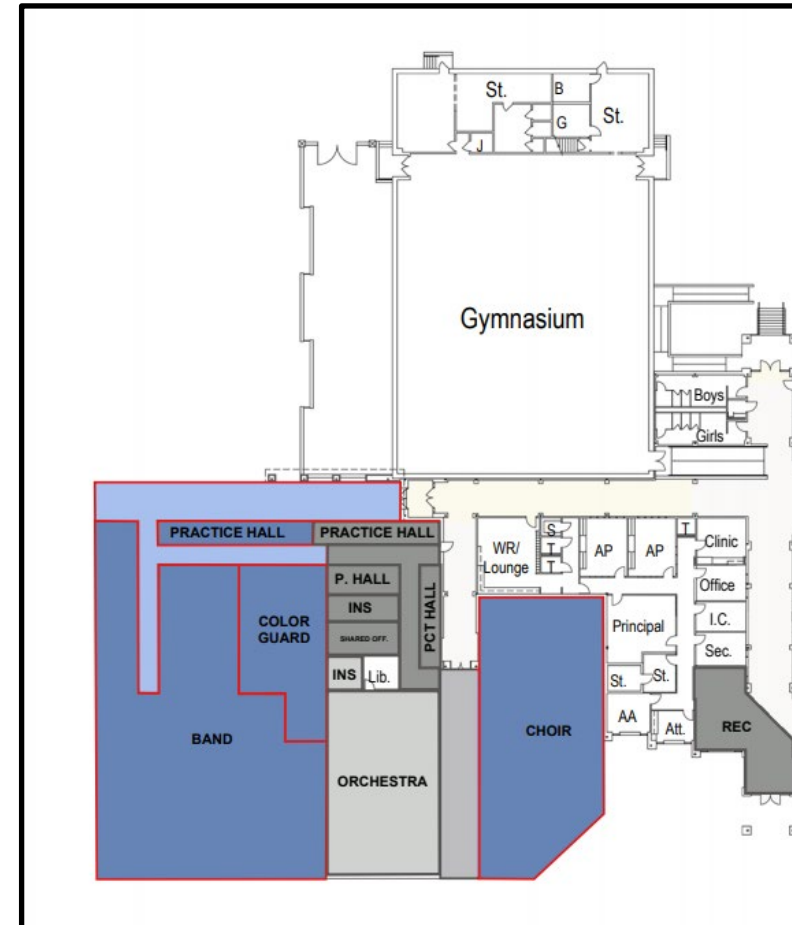 St.
B
G
St.
J
Gymnasium
Boys
Girls
PRACTICE HALL
PRACTICE HALL
S
T
T
WR/
Lounge
AP
AP
T
Clinic
P. HALL
INS
SHARED OFF.
PCT HALL
COLOR
GUARD
Office
I.C.
Principal
Sec.
INS
Lib.
St.
St.
AA
Att.
REC
BAND
CHOIR
ORCHESTRA